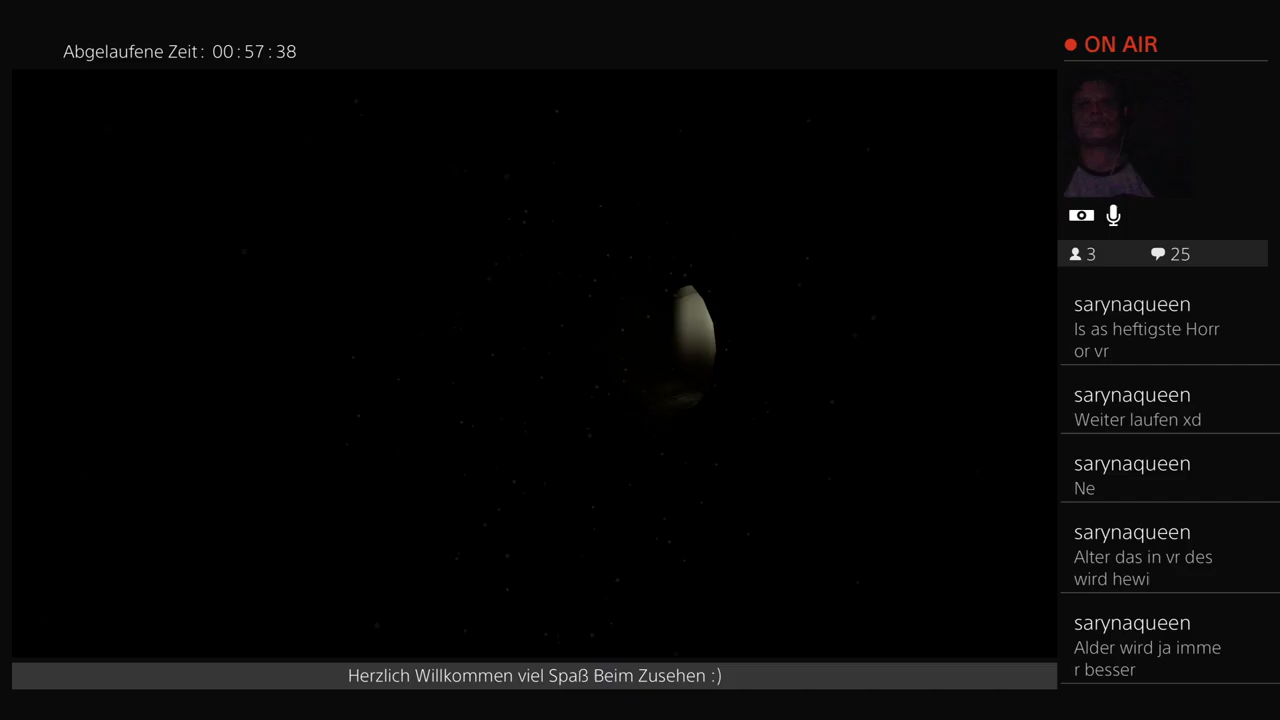 Abgelaufene Zeit: 00:57:38
ON AIR
3 25
sarynaqueen
Is as heftigste Horr
or vr
sarynaqueen
Weiter laufen xd
sarynaqueen
Ne
sarynaqueen
Alter das in vr des
wird hewi
sarynaqueen
Alder wird ja imme
r besser
Herzlich Willkommen viel Spaß Beim Zusehen :)